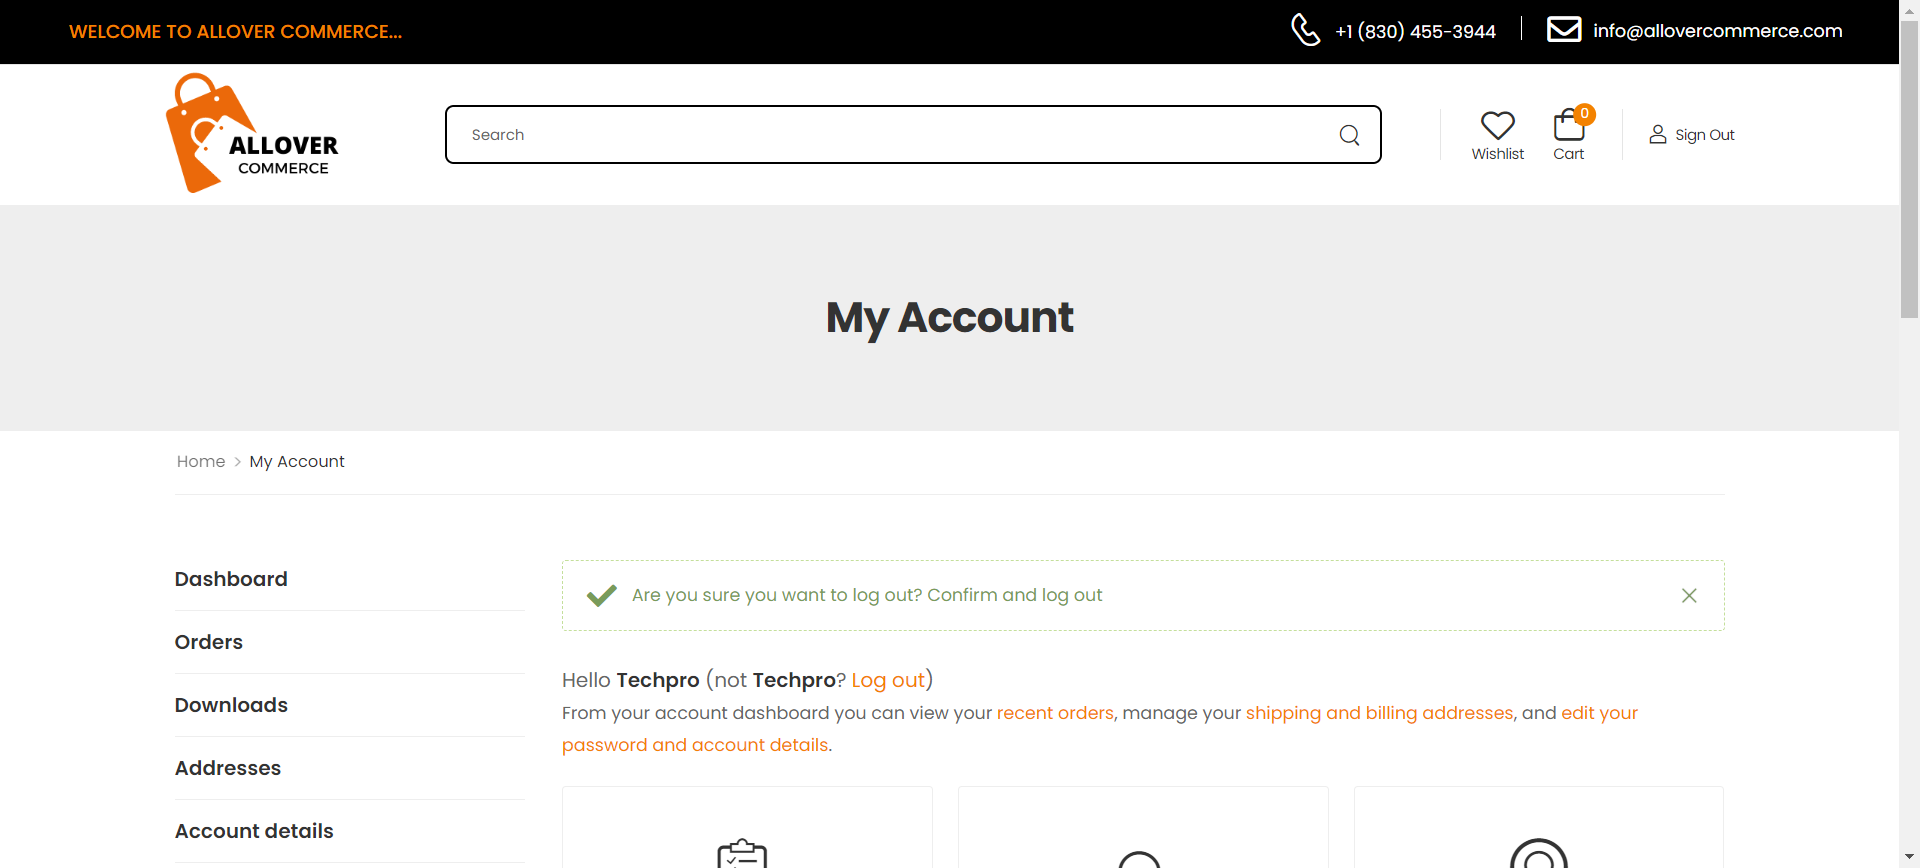 WELCOME TO ALLOVER COMMERCE...
+1 (830) 455-3944
info@allovercommerce.com
ALLOVER
COMMERCE
Search
Wishlist
0
Cart
Sign Out
My Account
Home > My Account
Dashboard
Orders
Downloads
Addresses
Account details
Are you sure you want to log out? Confirm and log out
Hello Techpro (not Techpro? Log out)
From your account dashboard you can view your recent orders, manage your shipping and billing addresses, and edit your
password and account details.